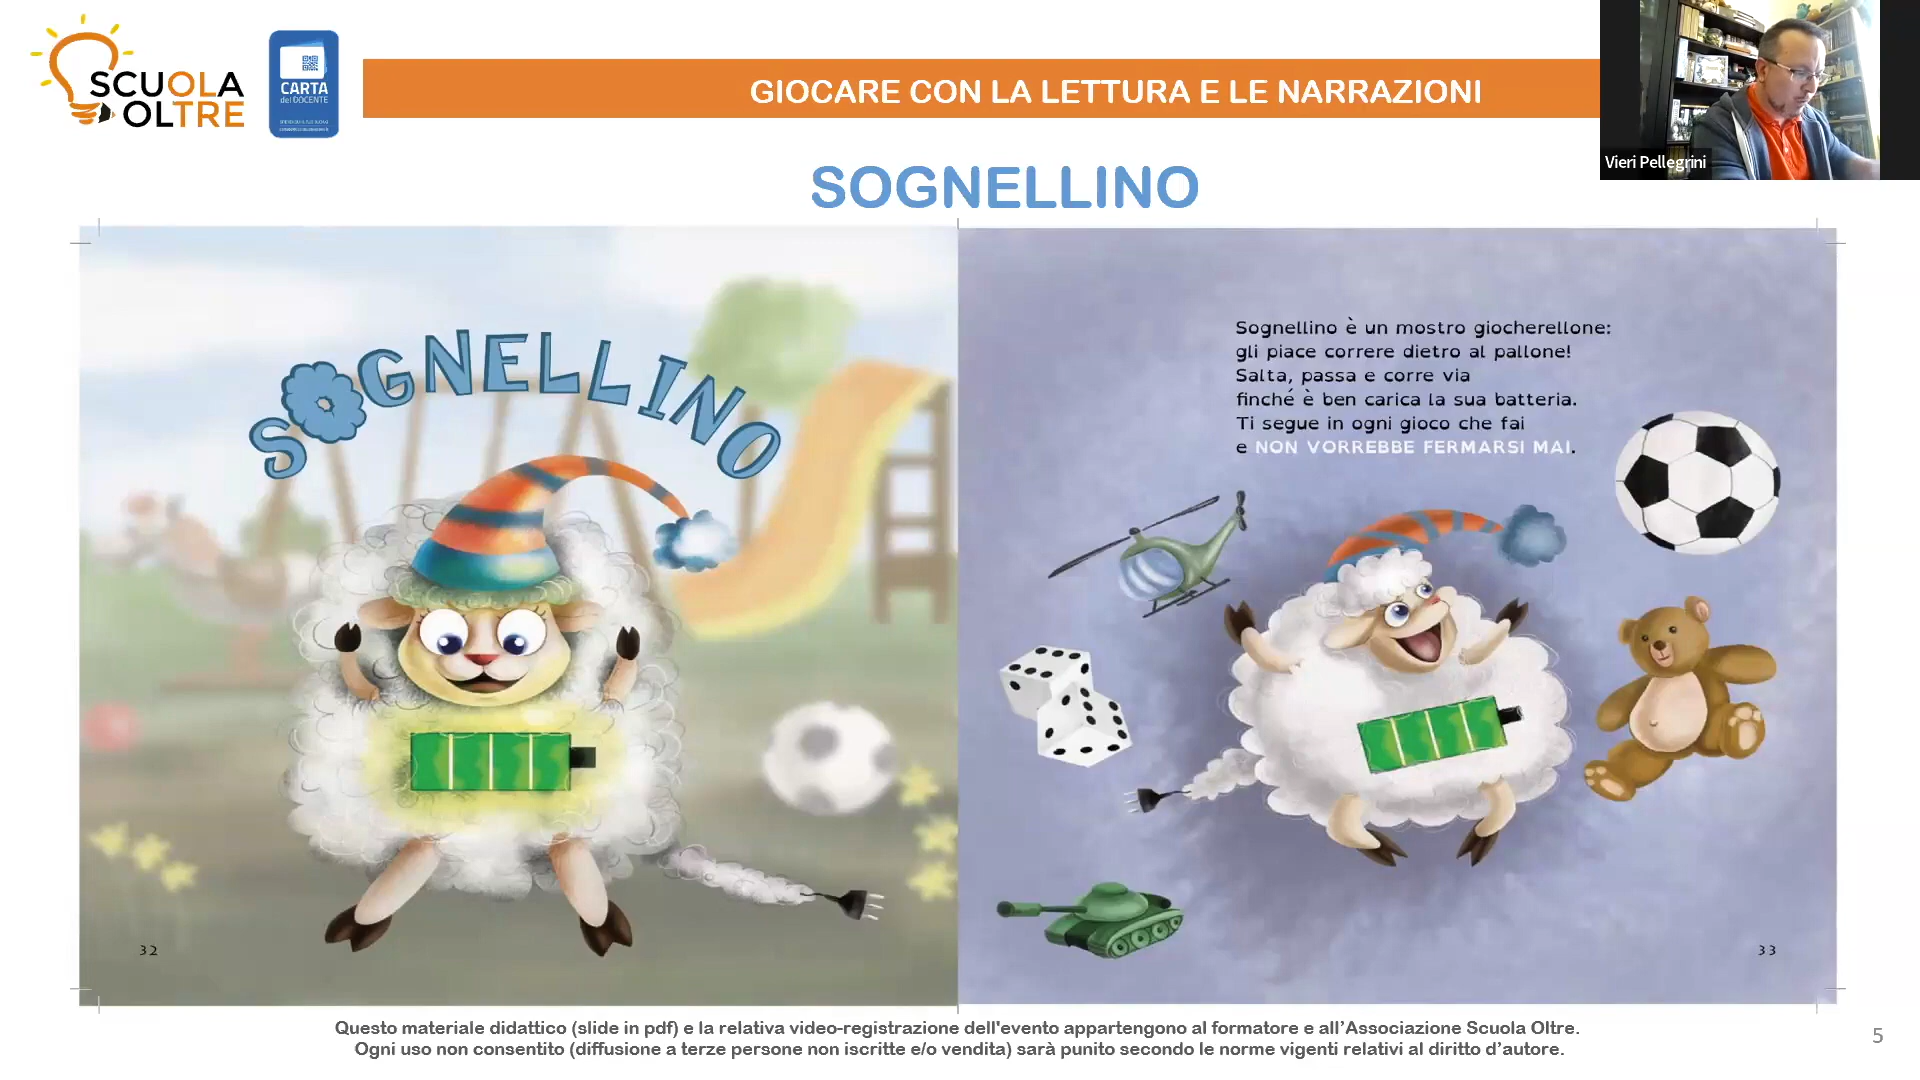 SCUOLA
OLTRE
CARTA
del DOCENTE
GIOCARE CON LA LETTURA E LE NARRAZIONI
Vieri Pellegrini
SOGNELLINO
SOGNELLINO
Sognellino è un mostro giocherellone:
gli piace correre dietro al pallone!
Salta, passa e corre via
finché è ben carica la sua batteria.
Ti segue in ogni gioco che fai
e NON VORREBBE FERMARSI MAI.
32
33
Questo materiale didattico (slide in pdf) e la relativa video-registrazione dell'evento appartengono al formatore e all’Associazione Scuola Oltre.
Ogni uso non consentito (diffusione a terze persone non iscritte e/o vendita) sarà punito secondo le norme vigenti relativi al diritto d’autore.
5